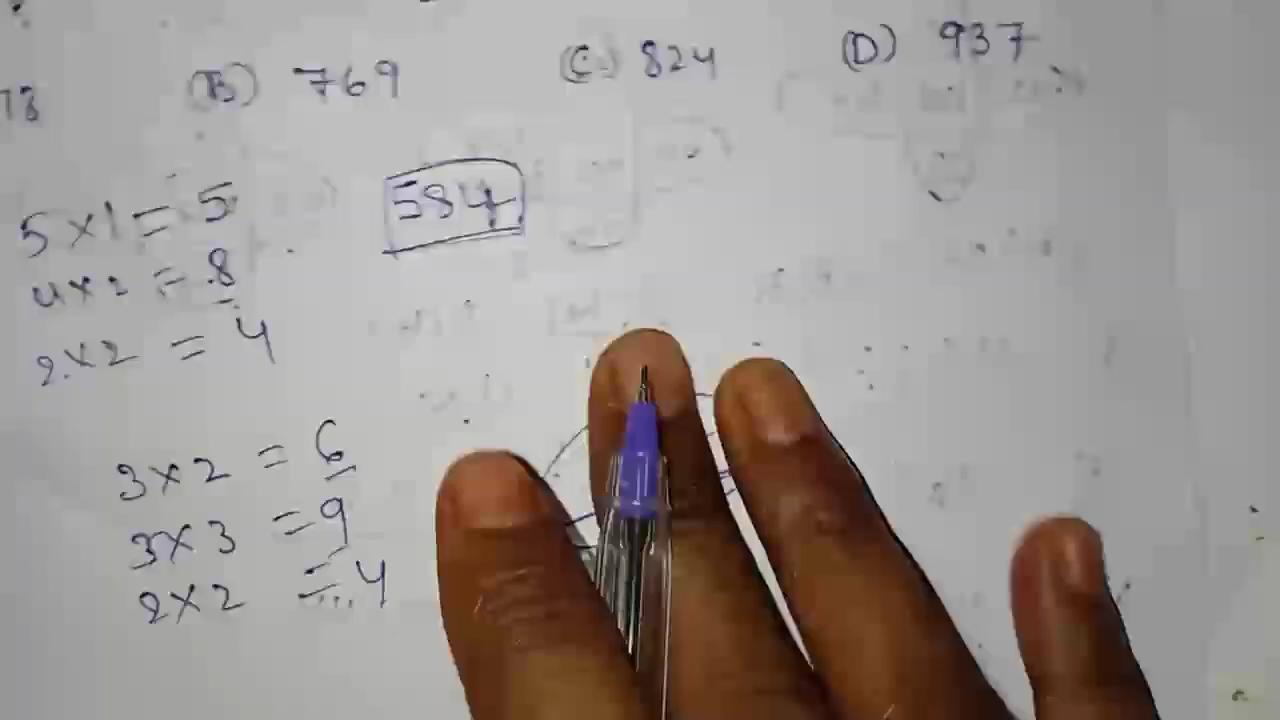 78 (B) 769 (C) 824 (D) 937
5 x 1 = 5 584
4 x 2 = 8
2 x 2 = 4
3 x 2 = 6
3 x 3 = 9
2 x 2 = 4